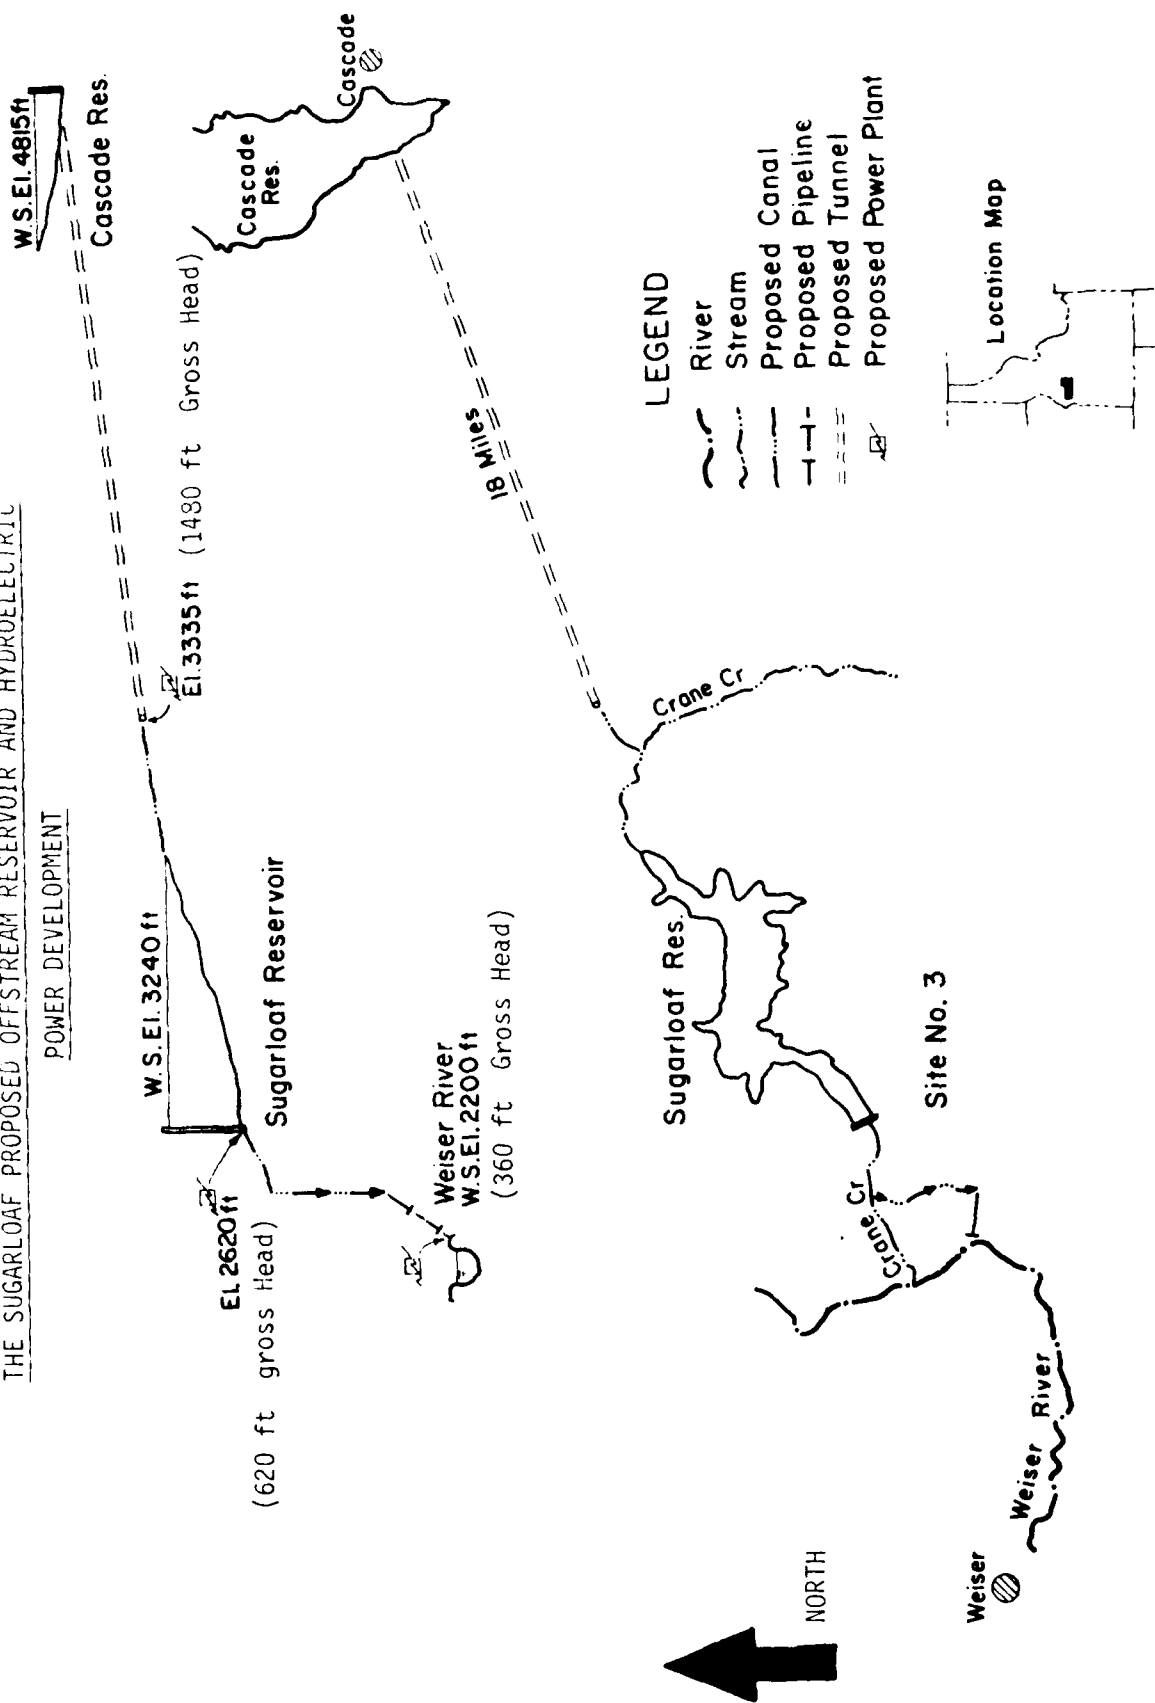 THE SUGARLOAF PROPOSED OFFSTREAM RESERVOIR AND HYDROELECTRIC
POWER DEVELOPMENT
W.S.El.4815ft
Cascade Res.
El.3335ft (1480 ft Gross Head)
W.S.El.3240ft
Sugarloaf Reservoir
El.2620ft
(620 ft gross Head)
Weiser River
W.S.El.2200ft
(360 ft Gross Head)
Cascade
Cascade
Res.
18 Miles
Crane Cr
Sugarloaf Res.
Site No. 3
Crane Cr
Weiser River
Weiser
NORTH
LEGEND
River
Stream
Proposed Canal
Proposed Pipeline
Proposed Tunnel
Proposed Power Plant
Location Map